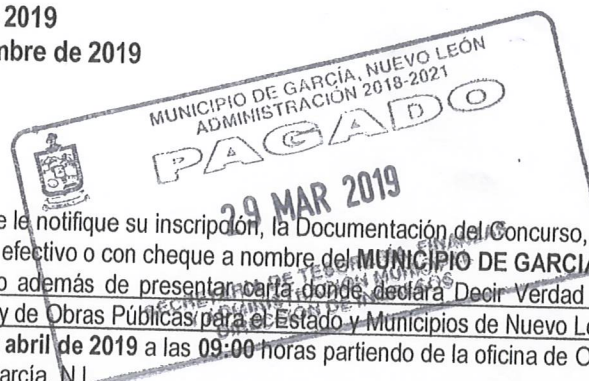 2019
mbre de 2019
MUNICIPIO DE GARCÍA, NUEVO LEÓN
ADMINISTRACIÓN 2018-2021
PAGADO
29 MAR 2019
e le notifique su inscripción, la Documentación del Concurso,
efectivo o con cheque a nombre del MUNICIPIO DE GARCIA
o además de presentar carta donde declara Decir Verdad
y de Obras Públicas para el Estado y Municipios de Nuevo Le
abril de 2019 a las 09:00 horas partiendo de la oficina de O
arcía, N.L.